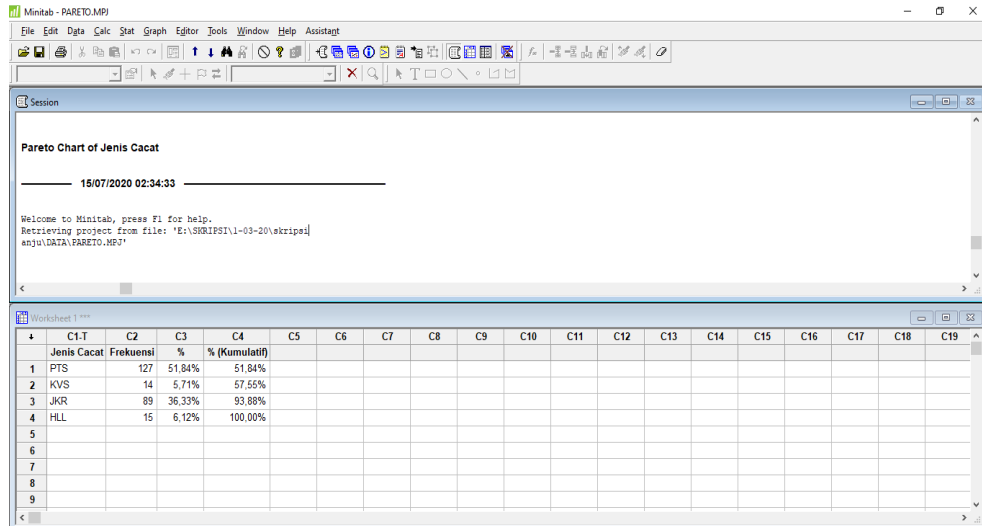 Minitab - PARETO.MPJ
File Edit Data Calc Stat Graph Editor Tools Window Help Assistant
Session
Pareto Chart of Jenis Cacat
15/07/2020 02:34:33
Welcome to Minitab, press F1 for help.
Retrieving project from file: 'E:\SKRIPSI\1-03-20\skripsi
anju\DATA\PARETO.MPJ'
Worksheet 1 ***
C1-T C2 C3 C4 C5 C6 C7 C8 C9 C10 C11 C12 C13 C14 C15 C16 C17 C18 C19
Jenis Cacat Frekuensi % % (Kumulatif)
1 PTS 127 51,84% 51,84%
2 KVS 14 5,71% 57,55%
3 JKR 89 36,33% 93,88%
4 HLL 15 6,12% 100,00%
5
6
7
8
9